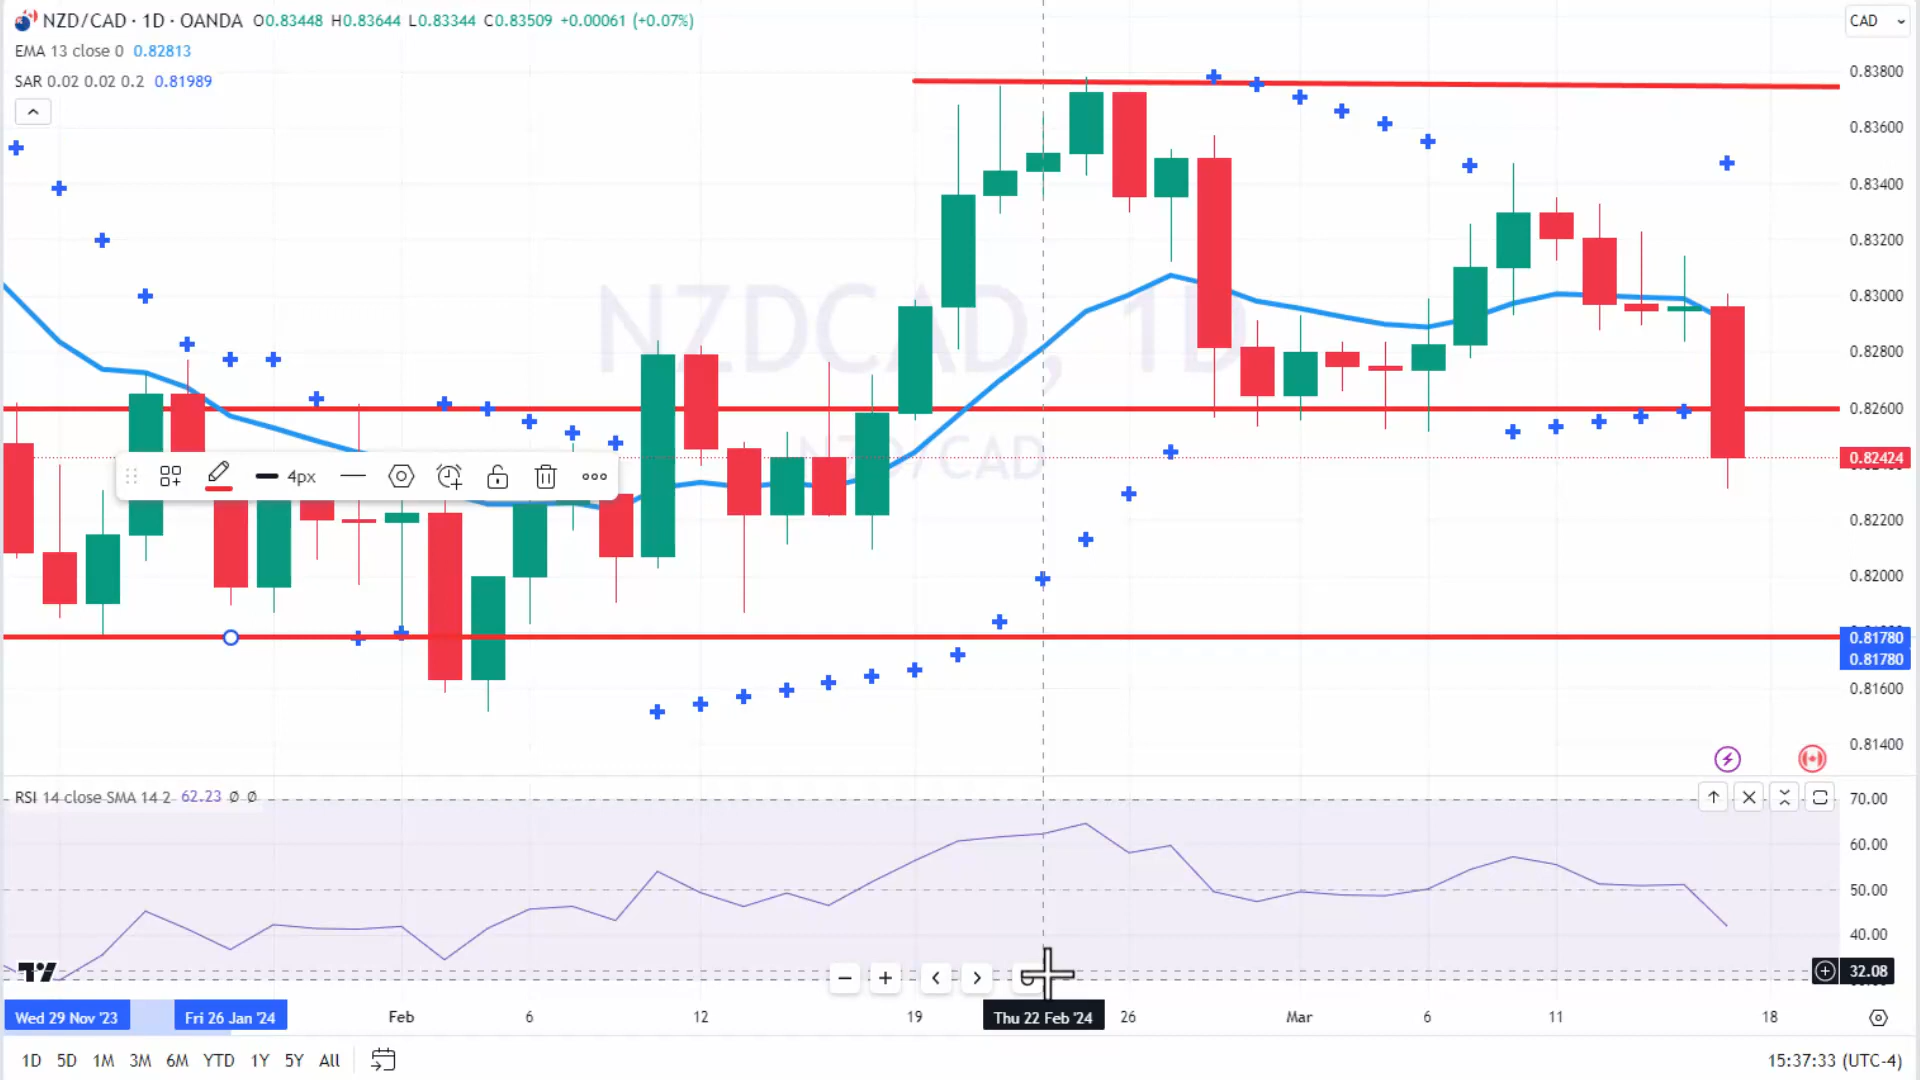 NZD/CAD · 1D · OANDA O0.83448 H0.83644 L0.83344 C0.83509 +0.00061 (+0.07%)
CAD
EMA 13 close 0 0.82813
SAR 0.02 0.02 0.2 0.81989
0.83800
0.83600
0.83400
0.83200
0.83000
0.82800
0.82600
0.82424
0.82200
0.82000
0.81780
0.81780
0.81600
0.81400
NZDCAD, 1D
NZD/CAD
4px
RSI 14 close SMA 14 2 62.23 Ø Ø
70.00
60.00
50.00
40.00
32.08
Wed 29 Nov '23 Fri 26 Jan '24 Feb 6 12 19 Thu 22 Feb '24 26 Mar 6 11 18
1D 5D 1M 3M 6M YTD 1Y 5Y All
15:37:33 (UTC-4)